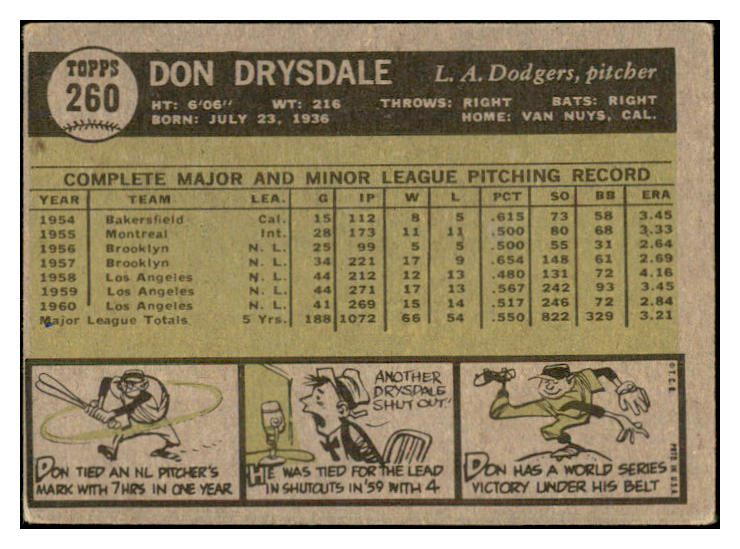 TOPPS
260
DON DRYSDALE
L. A. Dodgers, pitcher
HT: 6'06" WT: 216 THROWS: RIGHT BATS: RIGHT
BORN: JULY 23, 1936 HOME: VAN NUYS, CAL.
COMPLETE MAJOR AND MINOR LEAGUE PITCHING RECORD
YEAR TEAM LEA. G IP W L PCT SO BB ERA
1954 Bakersfield Cal. 15 112 8 5 .615 73 58 3.45
1955 Montreal Int. 28 173 11 11 .500 80 68 3.33
1956 Brooklyn N. L. 25 99 5 5 .500 55 31 2.64
1957 Brooklyn N. L. 34 221 17 9 .654 148 61 2.69
1958 Los Angeles N. L. 44 212 12 13 .480 131 72 4.16
1959 Los Angeles N. L. 44 271 17 13 .567 242 93 3.45
1960 Los Angeles N. L. 41 269 15 14 .517 246 72 2.84
Major League Totals 5 Yrs. 188 1072 66 54 .550 822 329 3.21
DON TIED AN NL PITCHER'S
MARK WITH 7 HRS IN ONE YEAR
ANOTHER
DRYSDALE
SHUT OUT!
HE WAS TIED FOR THE LEAD
IN SHUTOUTS IN '59 WITH 4
DON HAS A WORLD SERIES
VICTORY UNDER HIS BELT
©T.C.G.
PRTD. IN U.S.A.